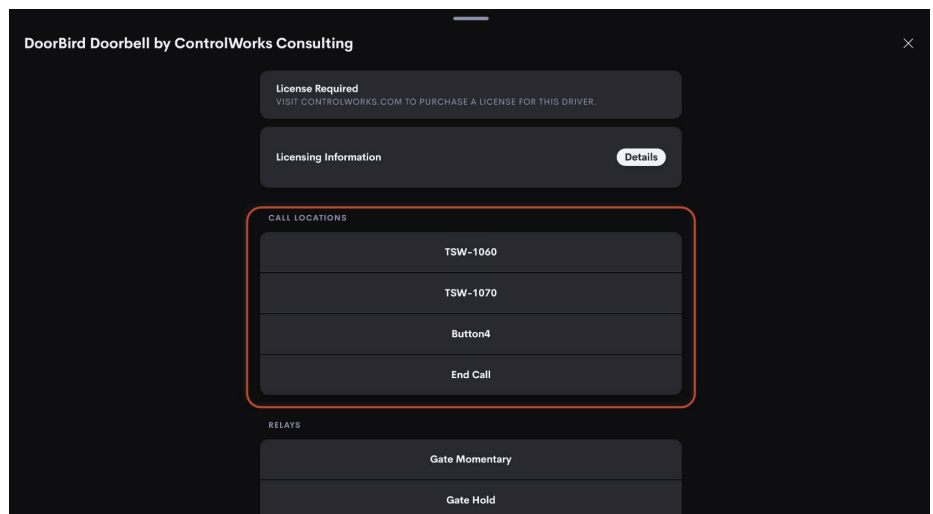 DoorBird Doorbell by ControlWorks Consulting
License Required
VISIT CONTROLWORKS.COM TO PURCHASE A LICENSE FOR THIS DRIVER.
Licensing Information
Details
CALL LOCATIONS
TSW-1060
TSW-1070
Button4
End Call
RELAYS
Gate Momentary
Gate Hold